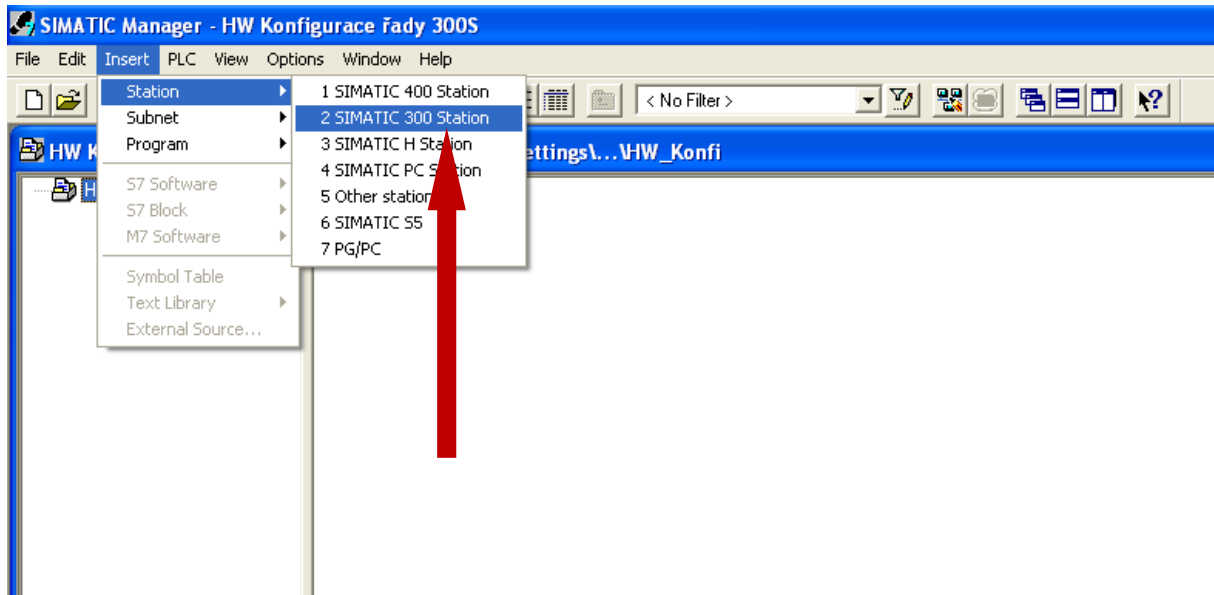 SIMATIC Manager - HW Konfigurace řady 300S
File Edit Insert PLC View Options Window Help
< No Filter >
Station
Subnet
Program
S7 Software
S7 Block
M7 Software
Symbol Table
Text Library
External Source...
1 SIMATIC 400 Station
2 SIMATIC 300 Station
3 SIMATIC H Station
4 SIMATIC PC Station
5 Other station
6 SIMATIC S5
7 PG/PC
HW K
ettings\...\HW_Konfi
H